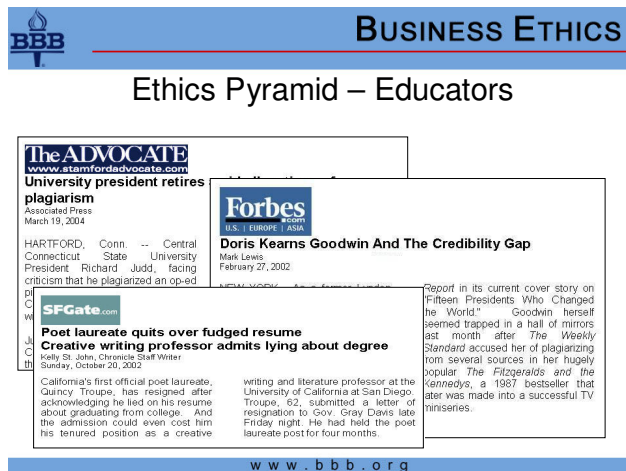 BBB
BUSINESS ETHICS
Ethics Pyramid – Educators
The ADVOCATE
www.stamfordadvocate.com
University president retires
plagiarism
Associated Press
March 19, 2004
HARTFORD, Conn. -- Central
Connecticut State University
President Richard Judd, facing
criticism that he plagiarized an op-ed
Forbes
.com
U.S. | EUROPE | ASIA
Doris Kearns Goodwin And The Credibility Gap
Mark Lewis
February 27, 2002
Report in its current cover story on
"Fifteen Presidents Who Changed
the World." Goodwin herself
seemed trapped in a hall of mirrors
last month after The Weekly
Standard accused her of plagiarizing
from several sources in her hugely
popular The Fitzgeralds and the
Kennedys, a 1987 bestseller that
later was made into a successful TV
miniseries.
SFGate.com
Poet laureate quits over fudged resume
Creative writing professor admits lying about degree
Kelly St. John, Chronicle Staff Writer
Sunday, October 20, 2002
California's first official poet laureate,
Quincy Troupe, has resigned after
acknowledging he lied on his resume
about graduating from college. And
the admission could even cost him
his tenured position as a creative
writing and literature professor at the
University of California at San Diego.
Troupe, 62, submitted a letter of
resignation to Gov. Gray Davis late
Friday night. He had held the poet
laureate post for four months.
www.bbb.org